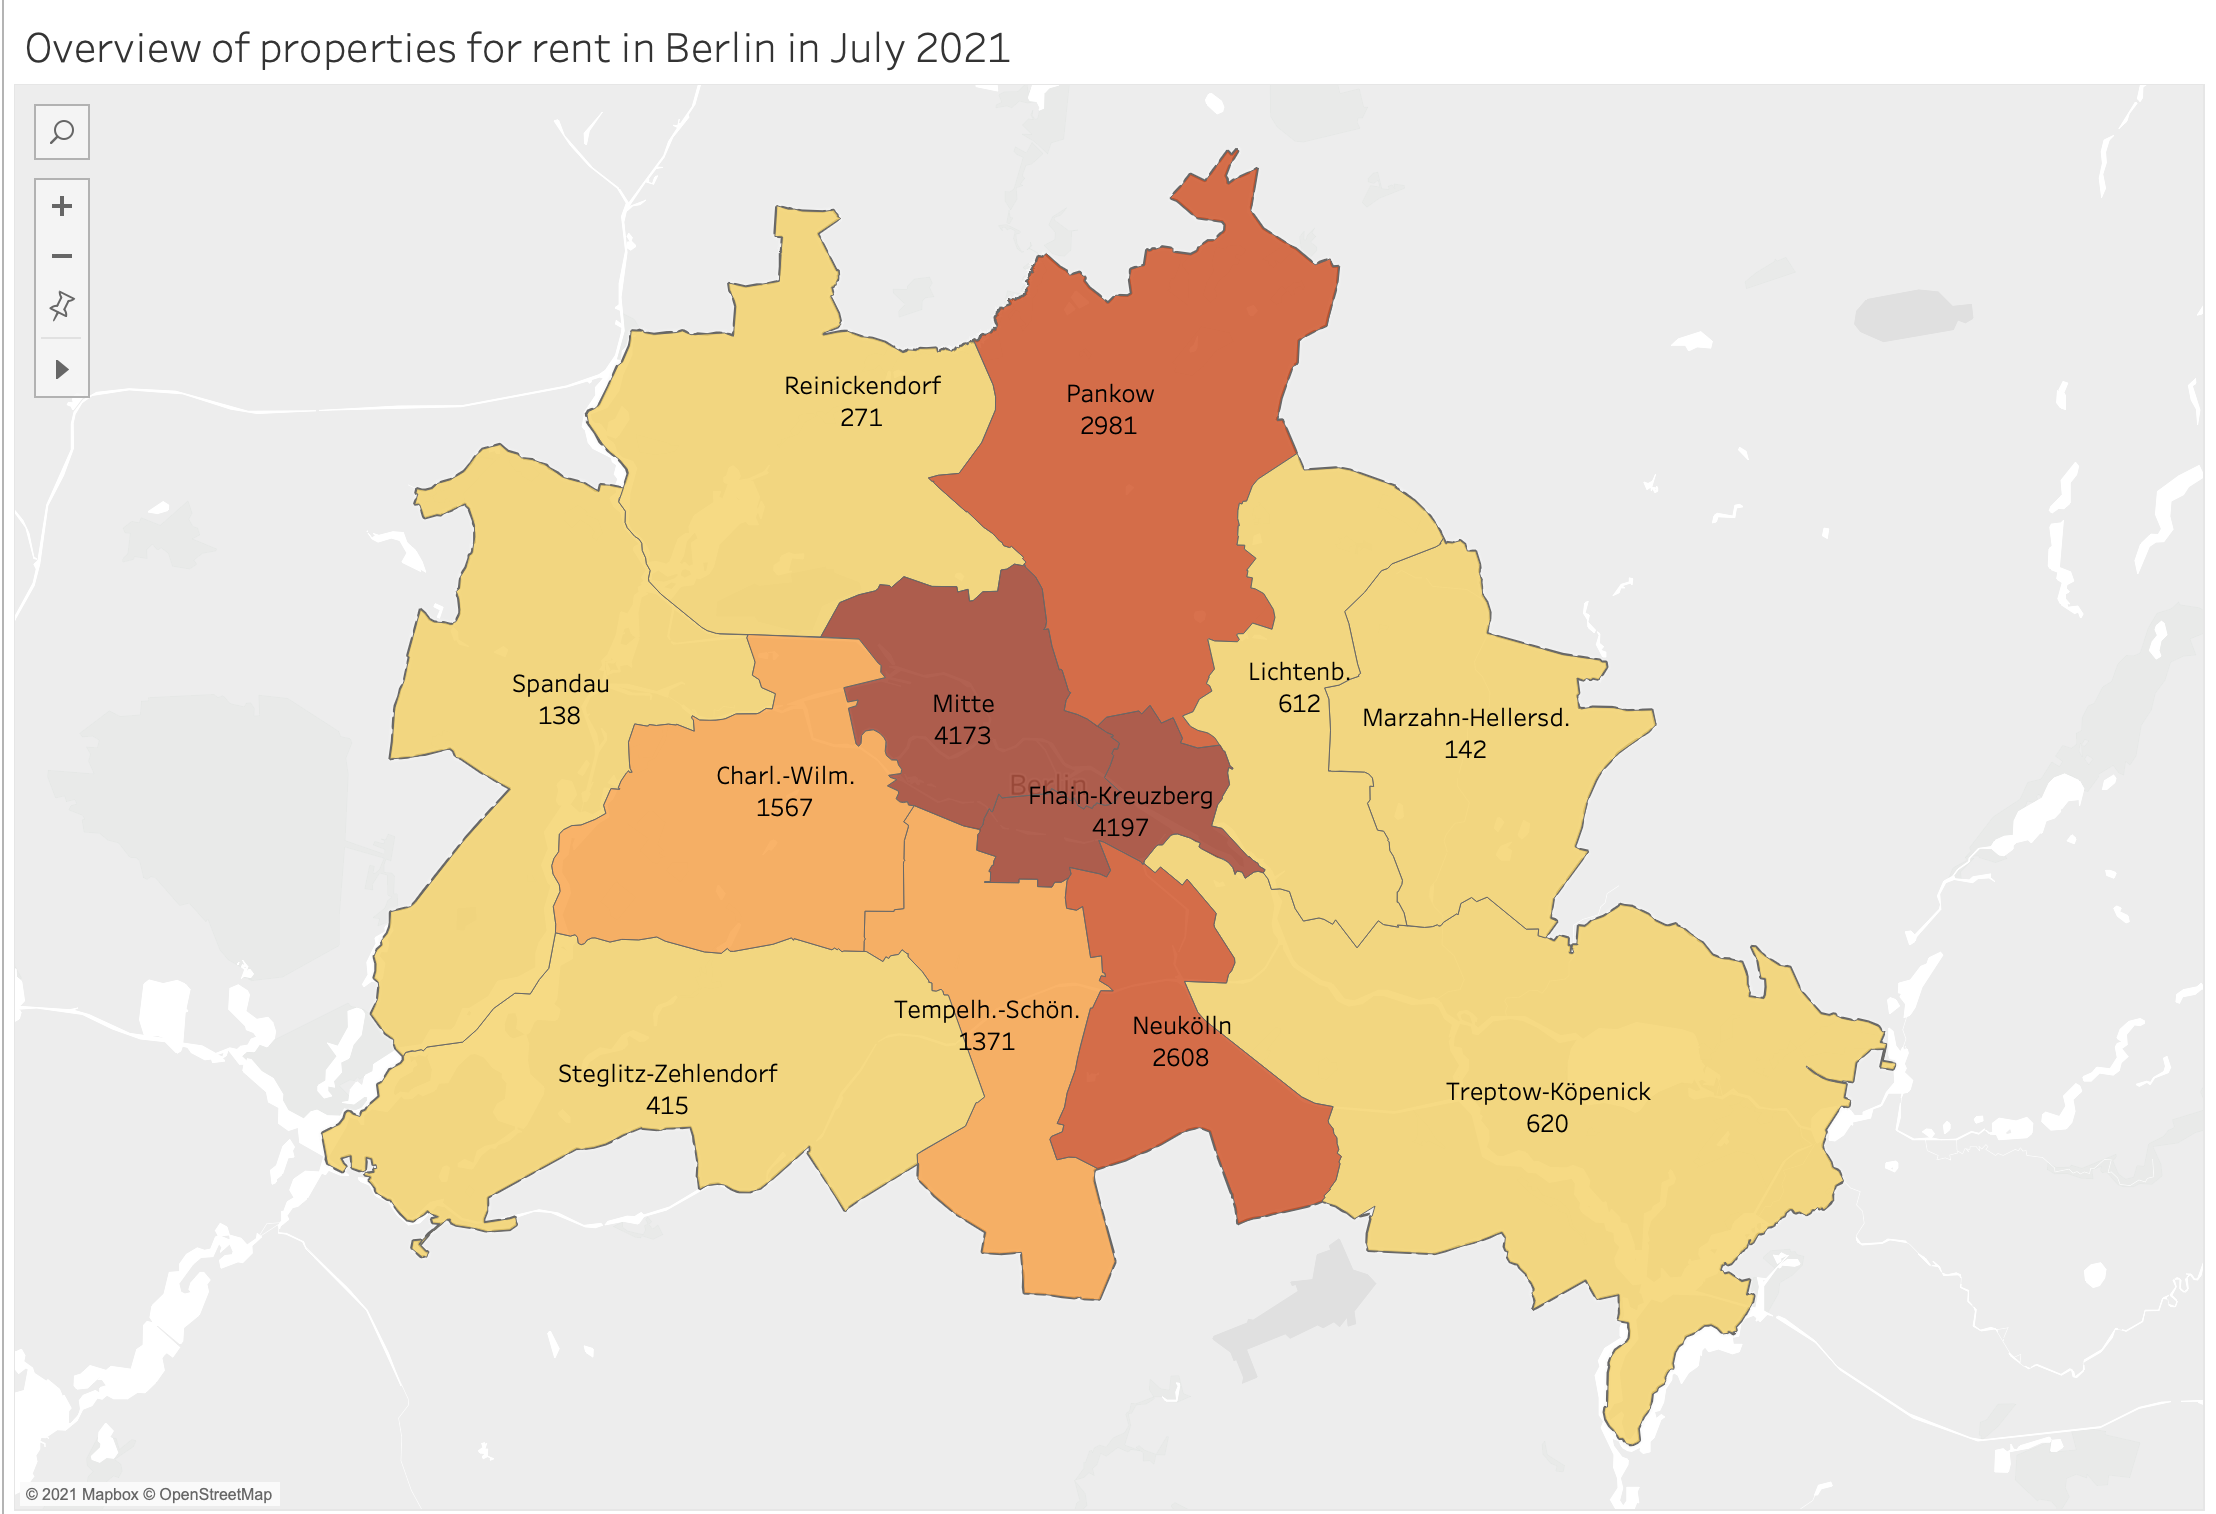 Overview of properties for rent in Berlin in July 2021
Reinickendorf
271
Pankow
2981
Spandau
138
Lichtenb.
612
Mitte
4173
Marzahn-Hellersd.
142
Charl.-Wilm.
1567
Berlin
Fhain-Kreuzberg
4197
Tempelh.-Schön.
1371
Neukölln
2608
Steglitz-Zehlendorf
415
Treptow-Köpenick
620
© 2021 Mapbox © OpenStreetMap